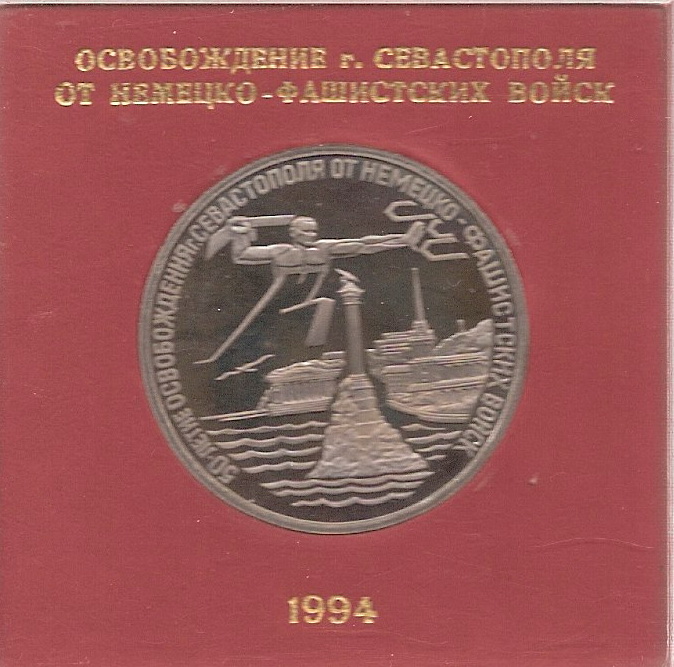 ОСВОБОЖДЕНИЕ г. СЕВАСТОПОЛЯ
ОТ НЕМЕЦКО-ФАШИСТСКИХ ВОЙСК
50-ЛЕТИЕ ОСВОБОЖДЕНИЯ г. СЕВАСТОПОЛЯ ОТ НЕМЕЦКО-ФАШИСТСКИХ ВОЙСК
1994